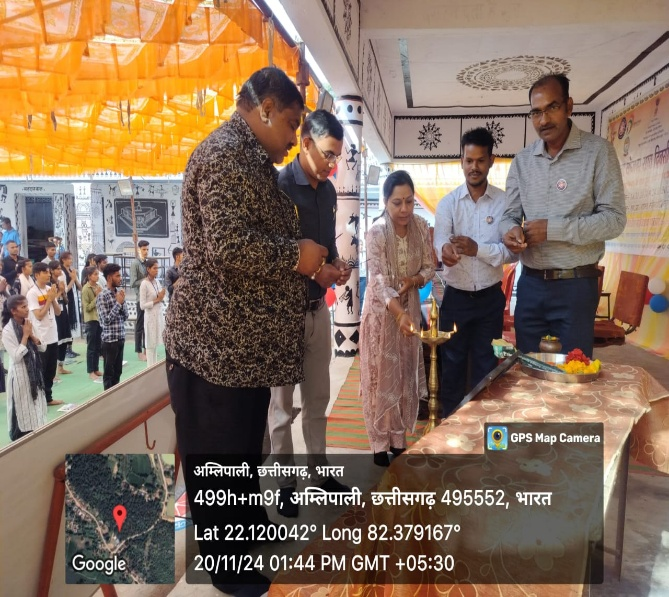 GPS Map Camera
अम्लिपाली, छत्तीसगढ़, भारत
499h+m9f, अम्लिपाली, छत्तीसगढ़ 495552, भारत
Lat 22.120042° Long 82.379167°
20/11/24 01:44 PM GMT +05:30
Google